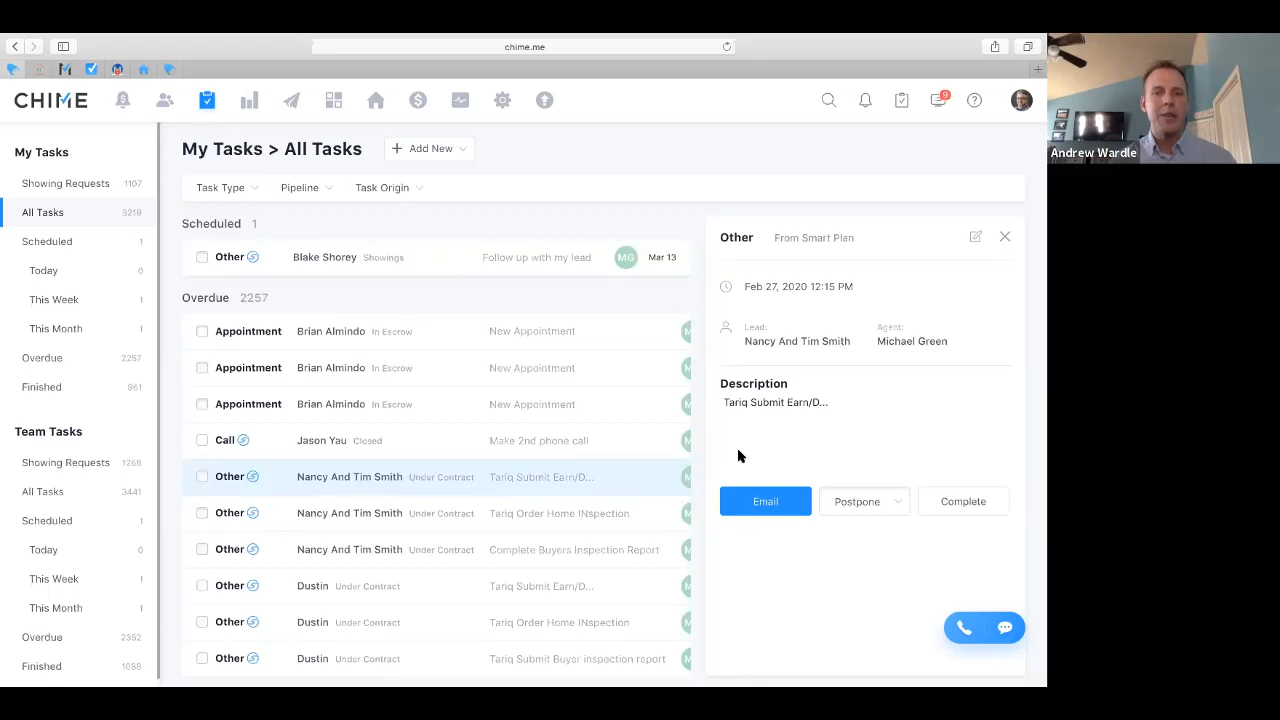 chime.me
CHIME
9
My Tasks
Showing Requests 1107
All Tasks 3219
Scheduled 1
Today 0
This Week 1
This Month 1
Overdue 2257
Finished 961
Team Tasks
Showing Requests 1258
All Tasks 3441
Scheduled 1
Today 0
This Week 1
This Month 1
Overdue 2352
Finished 1088
My Tasks > All Tasks
+ Add New
Task Type Pipeline Task Origin
Scheduled 1
Other Blake Shorey Showings Follow up with my lead MG Mar 13
Overdue 2257
Appointment Brian Almindo In Escrow New Appointment
Appointment Brian Almindo In Escrow New Appointment
Appointment Brian Almindo In Escrow New Appointment
Call Jason Yau Closed Make 2nd phone call
Other Nancy And Tim Smith Under Contract Tariq Submit Earn/D...
Other Nancy And Tim Smith Under Contract Tariq Order Home INspection
Other Nancy And Tim Smith Under Contract Complete Buyers Inspection Report
Other Dustin Under Contract Tariq Submit Earn/D...
Other Dustin Under Contract Tariq Order Home INspection
Other Dustin Under Contract Tariq Submit Buyer inspection report
Other From Smart Plan
Feb 27, 2020 12:15 PM
Lead: Agent:
Nancy And Tim Smith Michael Green
Description
Tariq Submit Earn/D...
Email Postpone Complete
Andrew Wardle